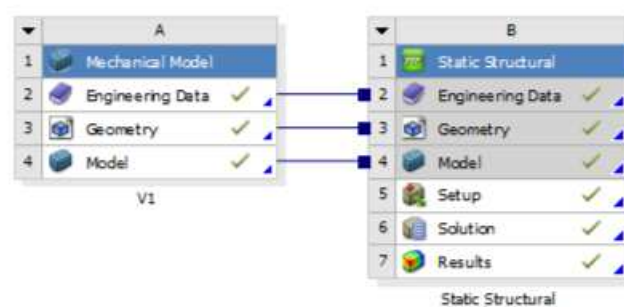 A
1 Mechanical Model
2 Engineering Data
3 Geometry
4 Model
V1
B
1 Static Structural
2 Engineering Data
3 Geometry
4 Model
5 Setup
6 Solution
7 Results
Static Structural